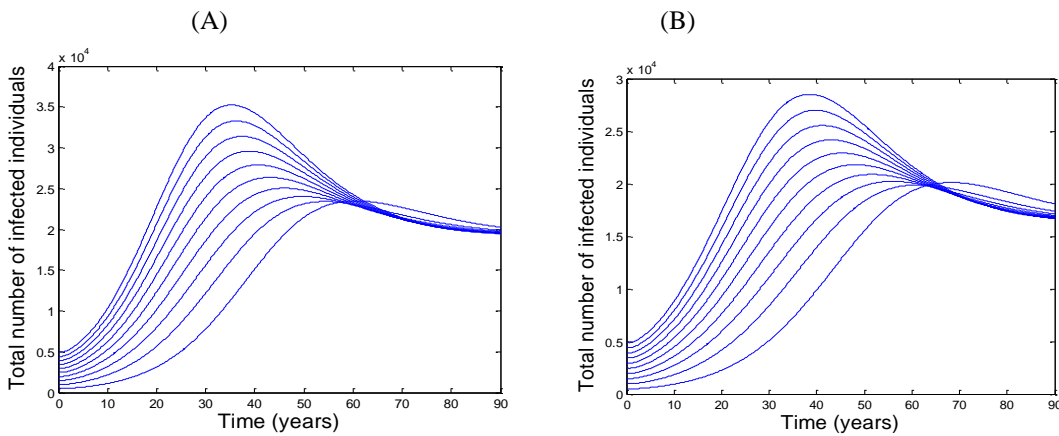 (A)
x 10^4
4
3.5
3
2.5
2
1.5
1
0.5
0
0 10 20 30 40 50 60 70 80 90
Total number of infected individuals
Time (years)
(B)
x 10^4
3
2.5
2
1.5
1
0.5
0
0 10 20 30 40 50 60 70 80 90
Total number of infected individuals
Time (years)